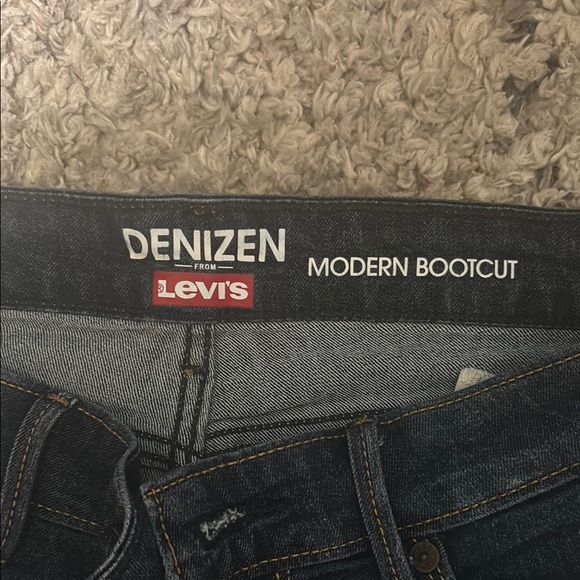 DENIZEN
FROM
Levi's®
MODERN BOOTCUT